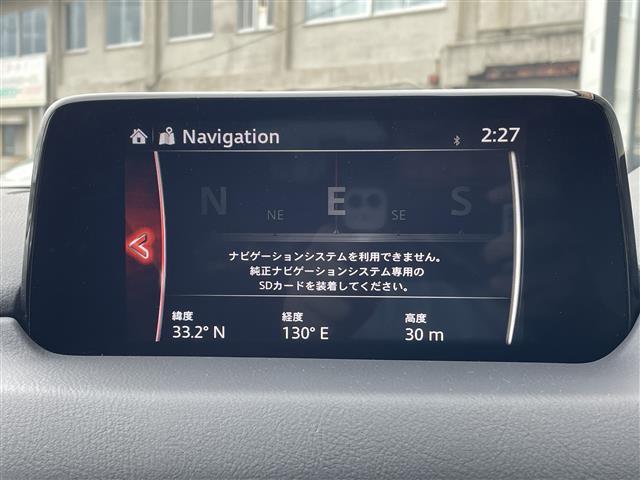 Navigation
2:27
N NE E SE S
ナビゲーションシステムを利用できません。
純正ナビゲーションシステム専用の
SDカードを装着してください。
緯度 経度 高度
33.2° N 130° E 30 m